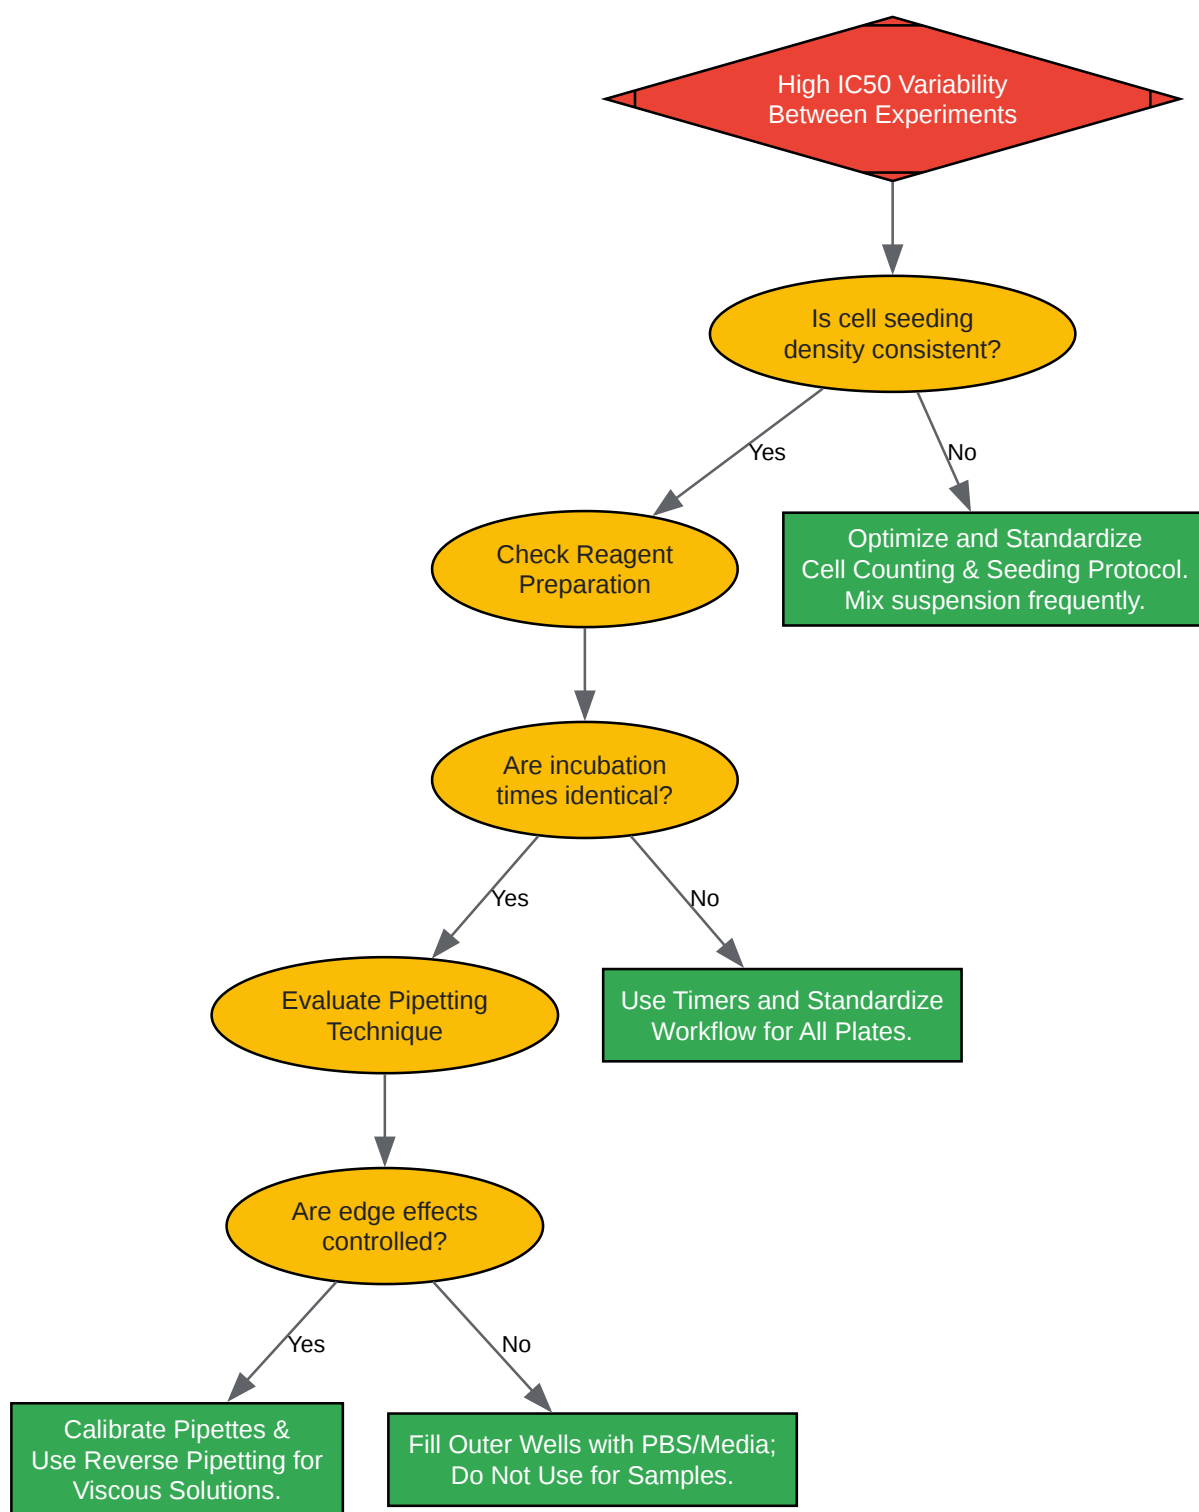 High IC50 Variability
Between Experiments
Is cell seeding
density consistent?
Yes
No
Check Reagent
Preparation
Optimize and Standardize
Cell Counting & Seeding Protocol.
Mix suspension frequently.
Are incubation
times identical?
Yes
No
Evaluate Pipetting
Technique
Use Timers and Standardize
Workflow for All Plates.
Are edge effects
controlled?
Yes
No
Calibrate Pipettes &
Use Reverse Pipetting for
Viscous Solutions.
Fill Outer Wells with PBS/Media;
Do Not Use for Samples.